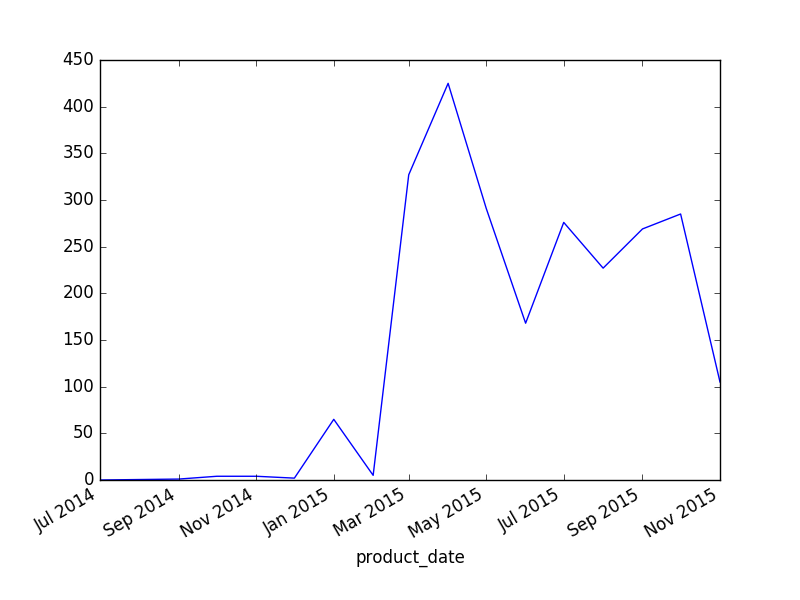 450
400
350
300
250
200
150
100
50
0
Jul 2014
Sep 2014
Nov 2014
Jan 2015
Mar 2015
May 2015
Jul 2015
Sep 2015
Nov 2015
product_date